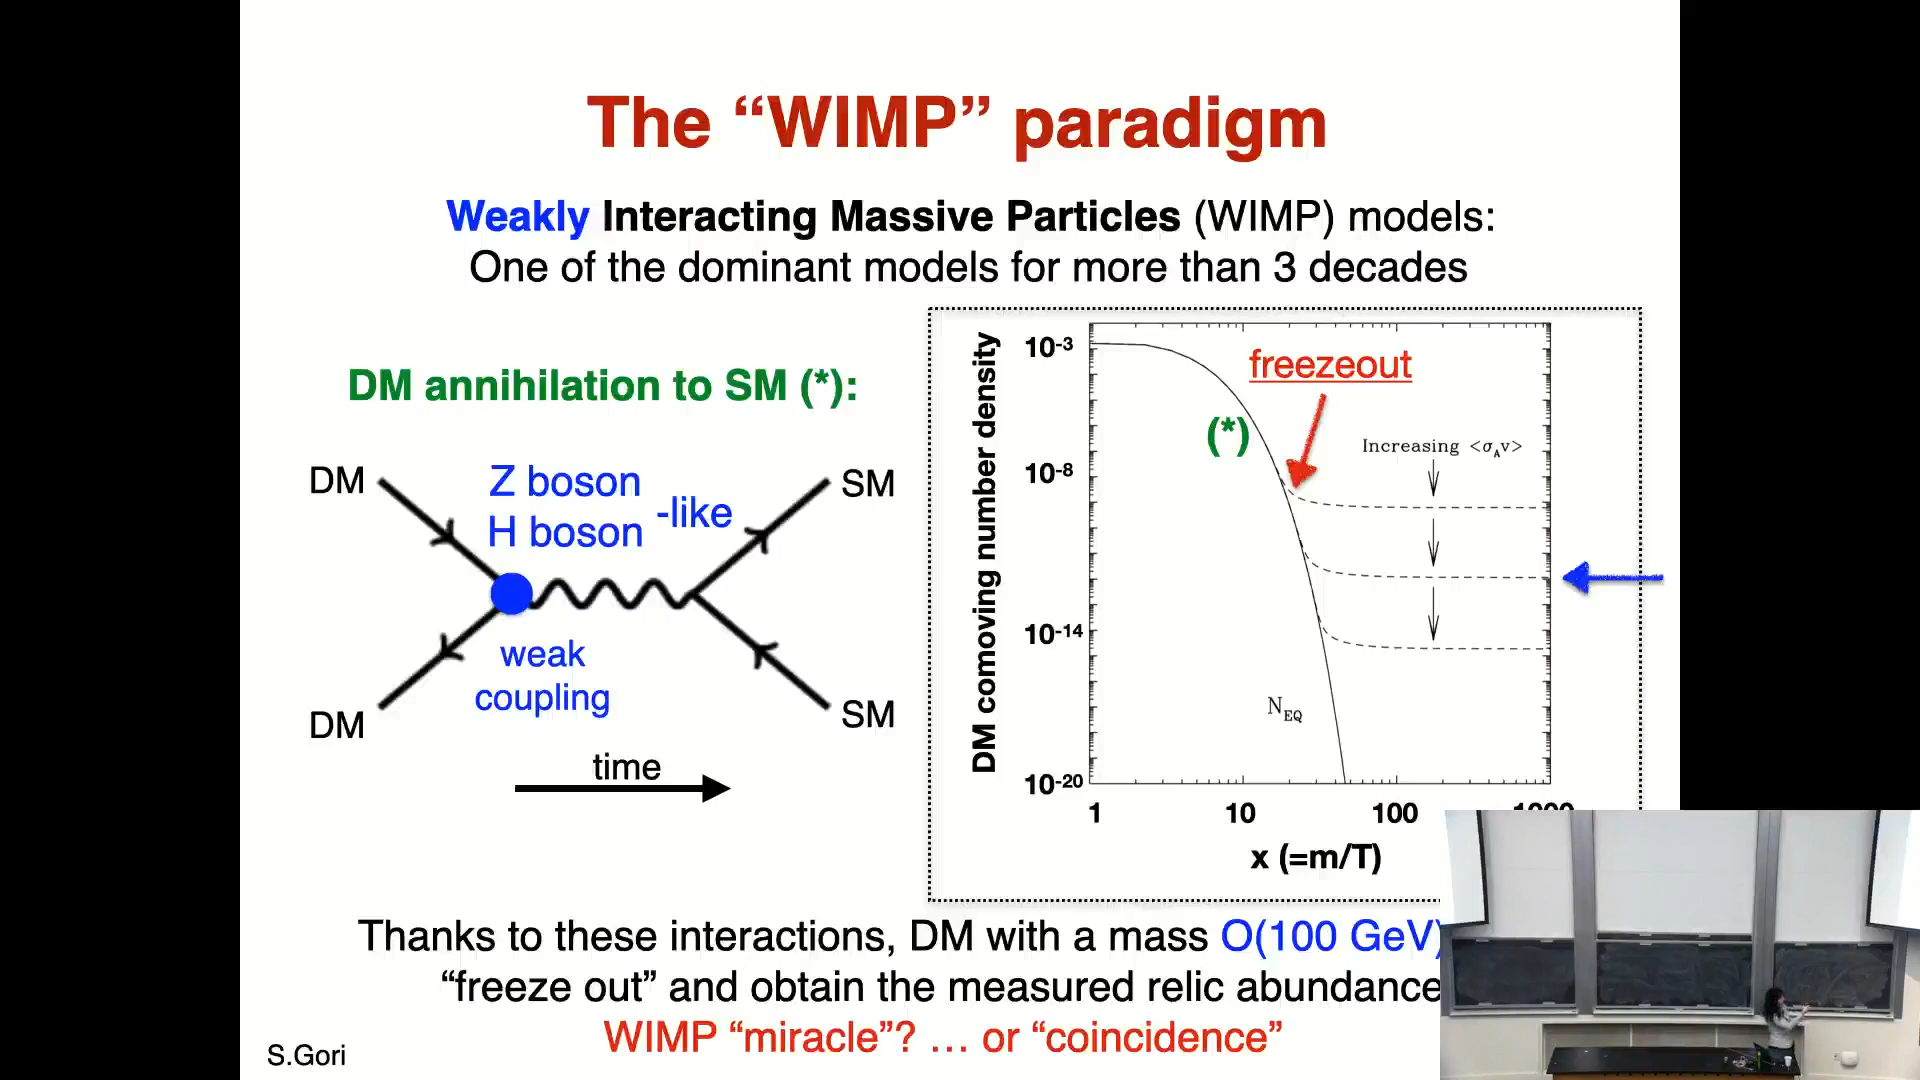 The “WIMP” paradigm
Weakly Interacting Massive Particles (WIMP) models:
One of the dominant models for more than 3 decades
DM annihilation to SM (*):
DM
Z boson
H boson
-like
SM
weak
coupling
DM
SM
time
DM comoving number density
10-3
10-8
10-14
10-20
freezeout
(*)
Increasing <σAv>
NEQ
1
10
100
1000
x (=m/T)
Thanks to these interactions, DM with a mass O(100 GeV)
“freeze out” and obtain the measured relic abundance
WIMP “miracle”? … or “coincidence”
S.Gori